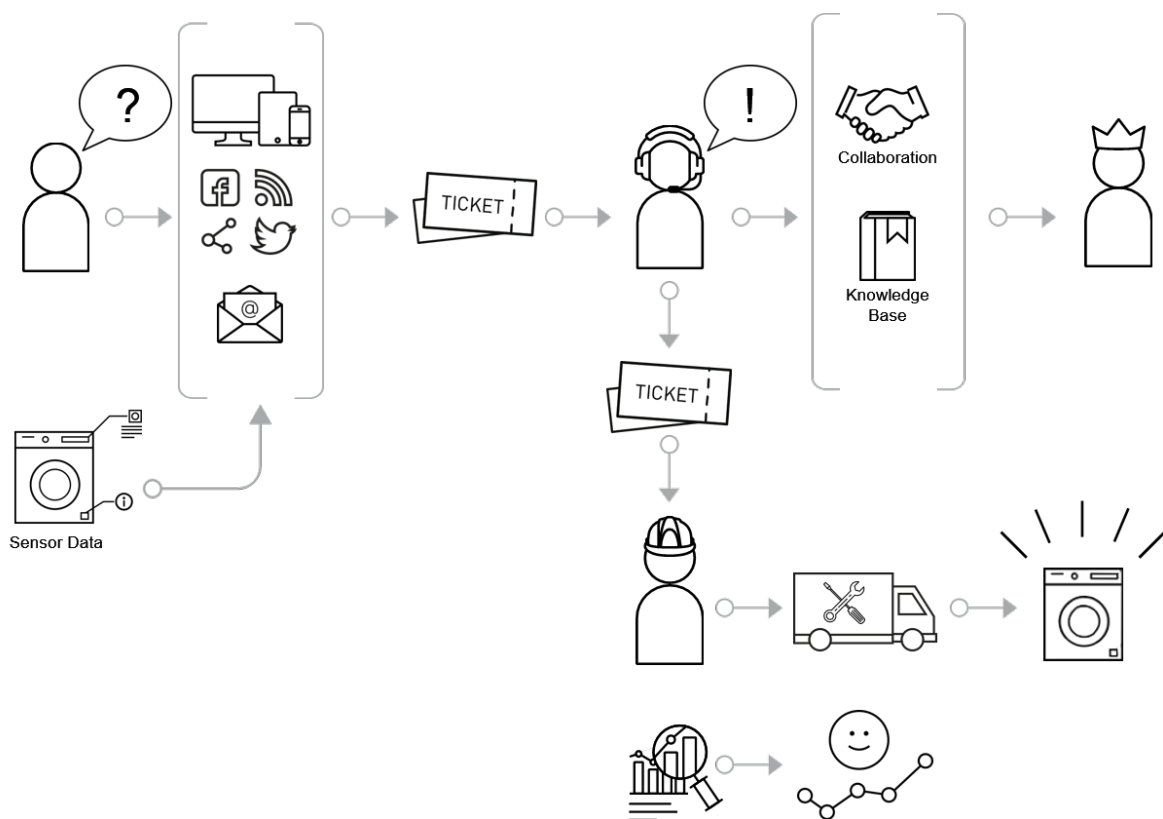 ?
!
@
TICKET
Collaboration
Knowledge
Base
TICKET
Sensor Data